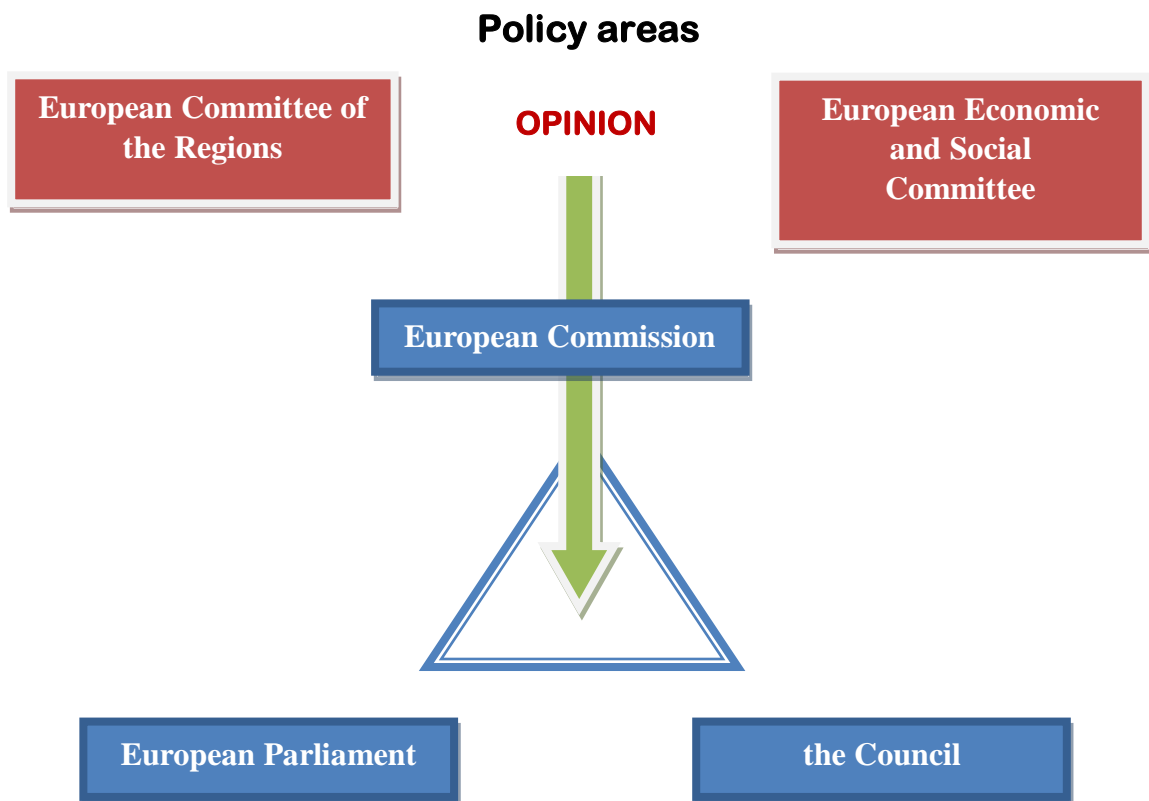 Policy areas
European Committee of
the Regions
OPINION
European Economic
and Social
Committee
European Commission
European Parliament
the Council